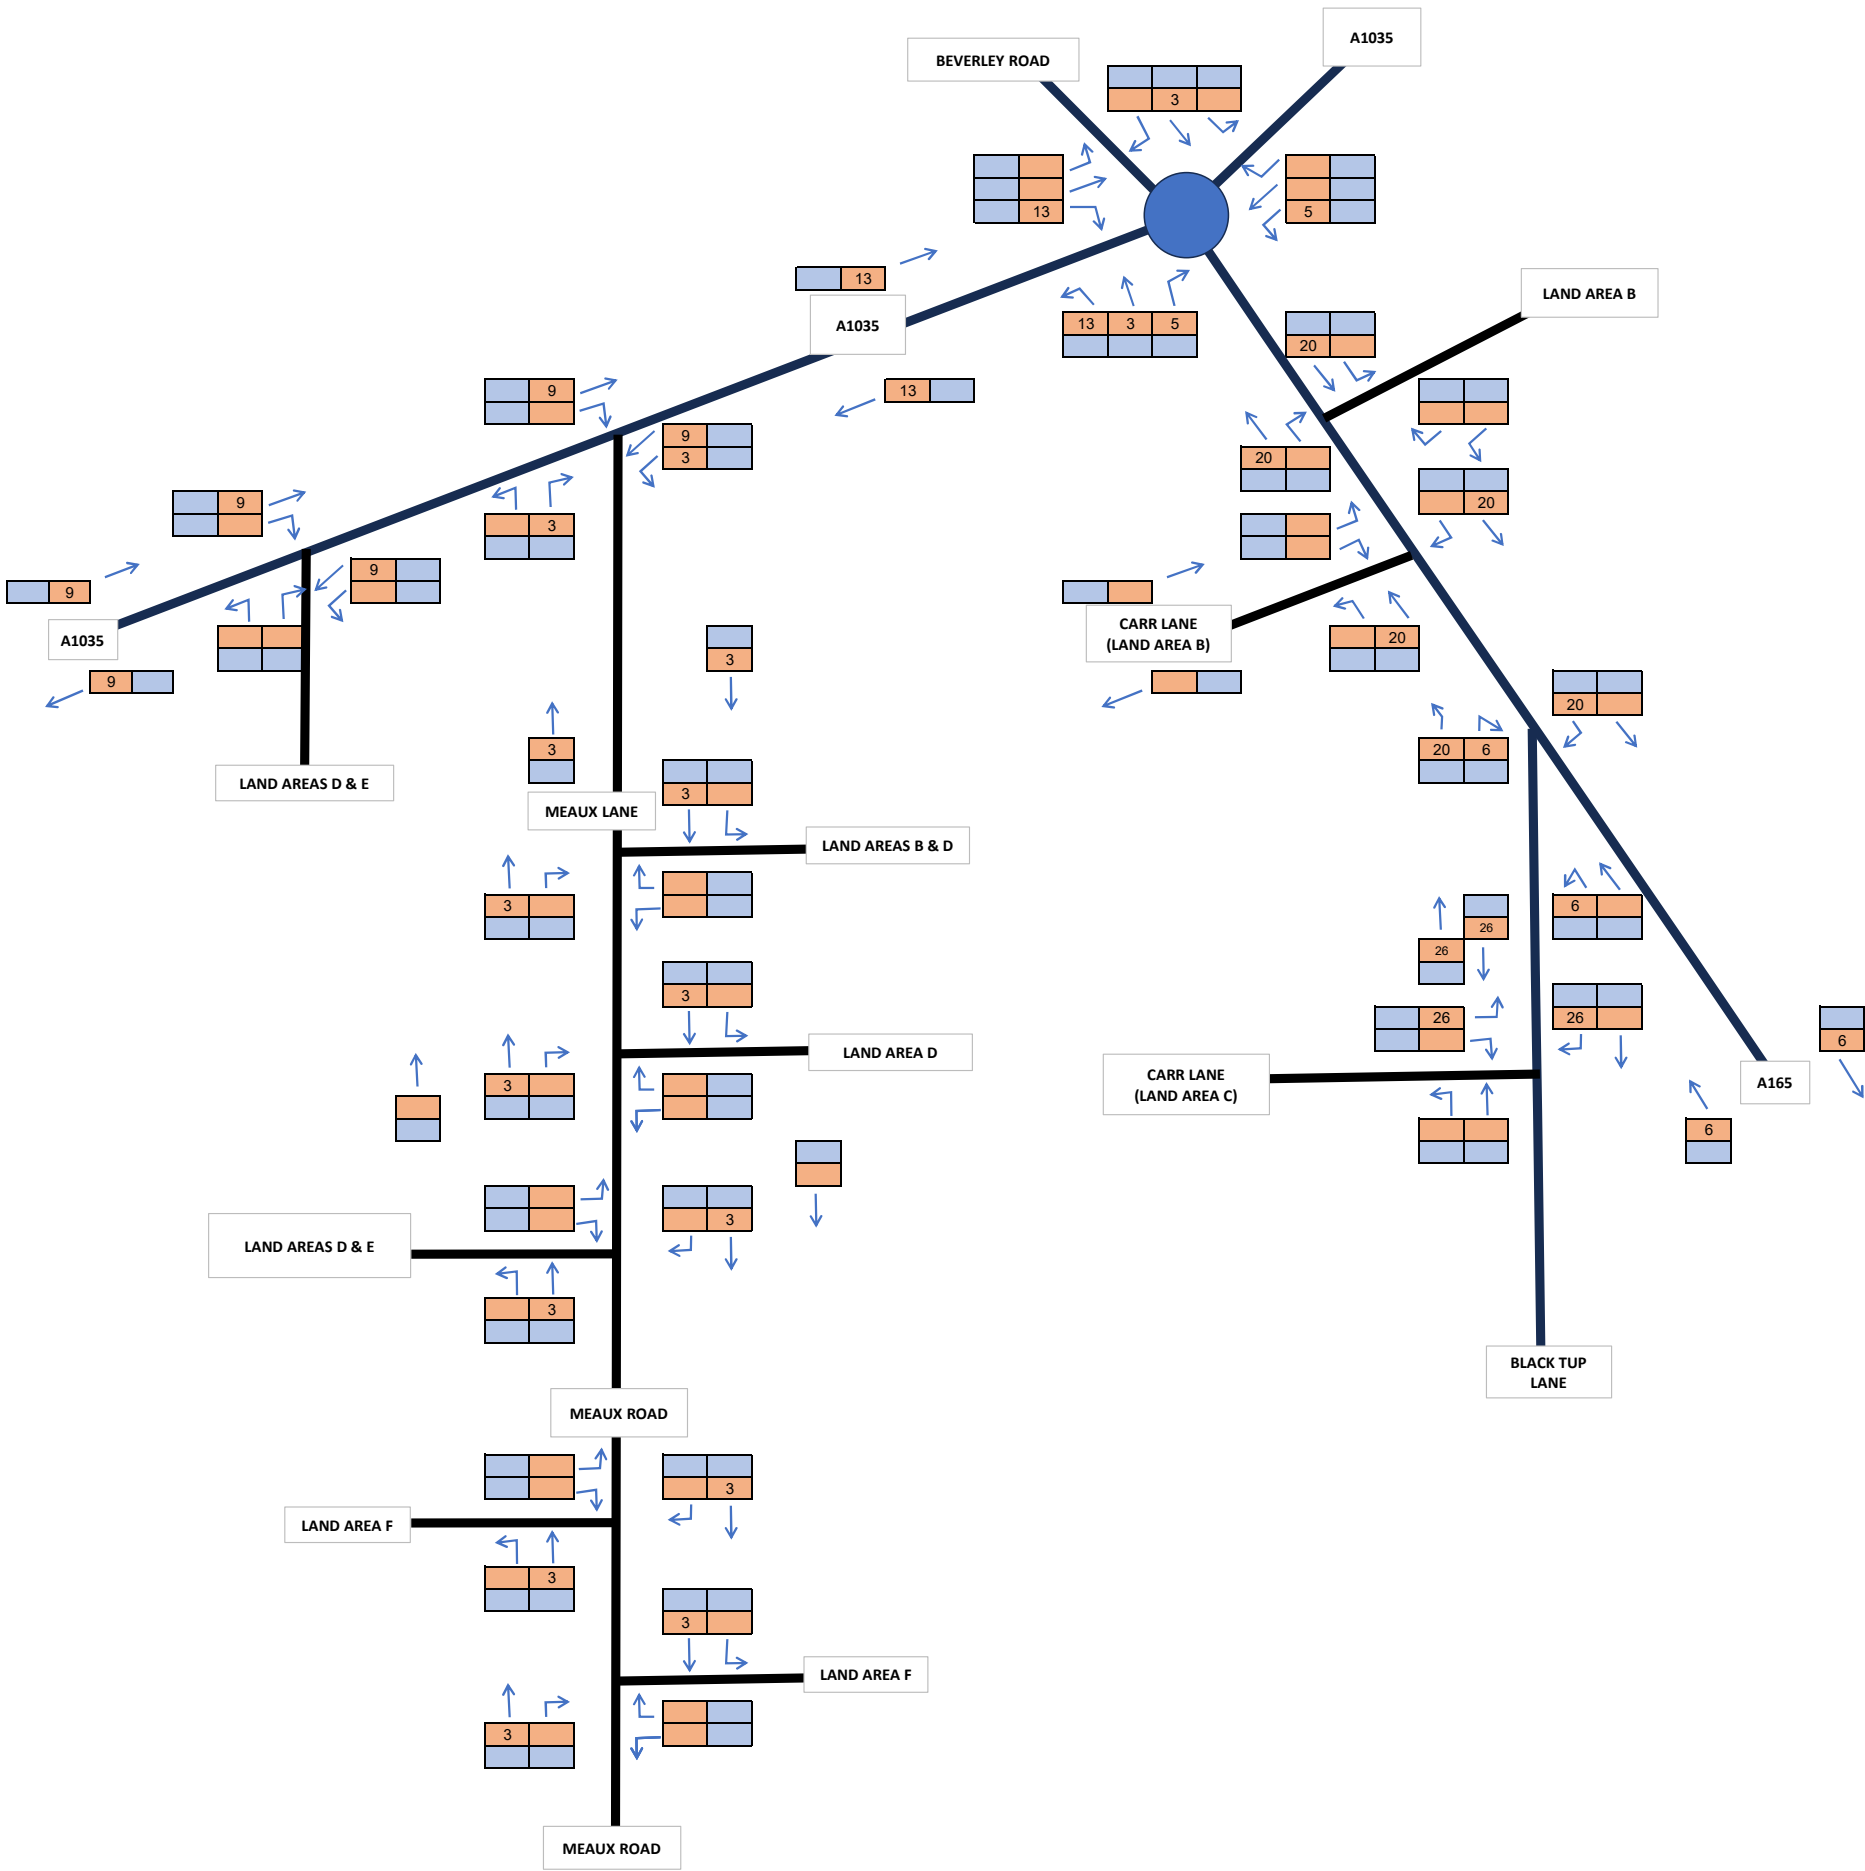 A1035
BEVERLEY ROAD
3
13
5
13
A1035
13 3 5
LAND AREA B
20
9
13
9
3
20
9
3
20
9
9
A1035
9
CARR LANE
(LAND AREA B)
20
3
20
3
20 6
LAND AREAS D & E
MEAUX LANE
3
LAND AREAS B & D
3
6
26
26
3
26
26
LAND AREA D
3
CARR LANE
(LAND AREA C)
A165
6
6
3
LAND AREAS D & E
3
BLACK TUP
LANE
MEAUX ROAD
3
LAND AREA F
3
3
LAND AREA F
3
MEAUX ROAD